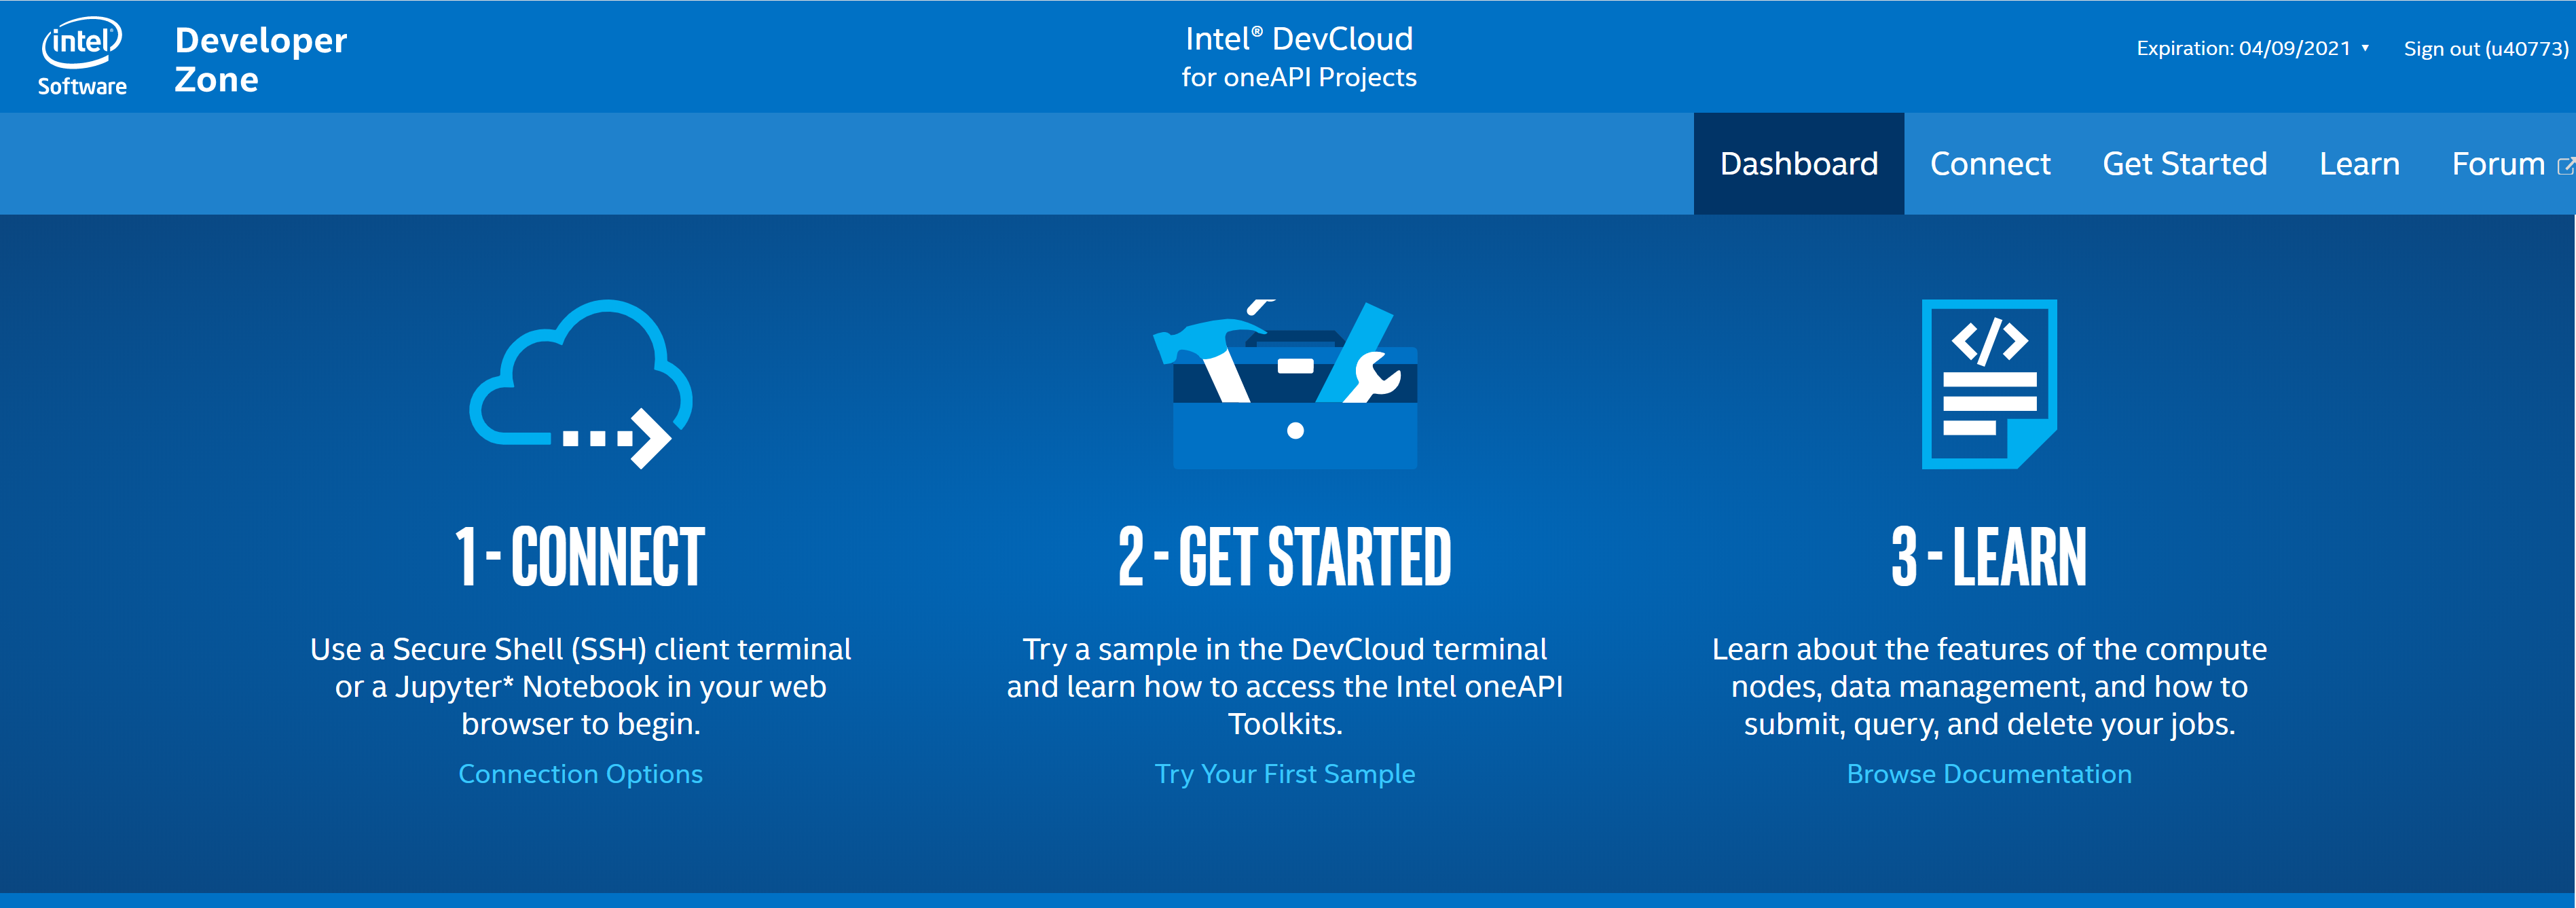 intel
Software
Developer
Zone
Intel® DevCloud
for oneAPI Projects
Expiration: 04/09/2021 ▾
Sign out (u40773)
Dashboard
Connect
Get Started
Learn
Forum
</>
1 - CONNECT
Use a Secure Shell (SSH) client terminal
or a Jupyter* Notebook in your web
browser to begin.
Connection Options
2 - GET STARTED
Try a sample in the DevCloud terminal
and learn how to access the Intel oneAPI
Toolkits.
Try Your First Sample
3 - LEARN
Learn about the features of the compute
nodes, data management, and how to
submit, query, and delete your jobs.
Browse Documentation